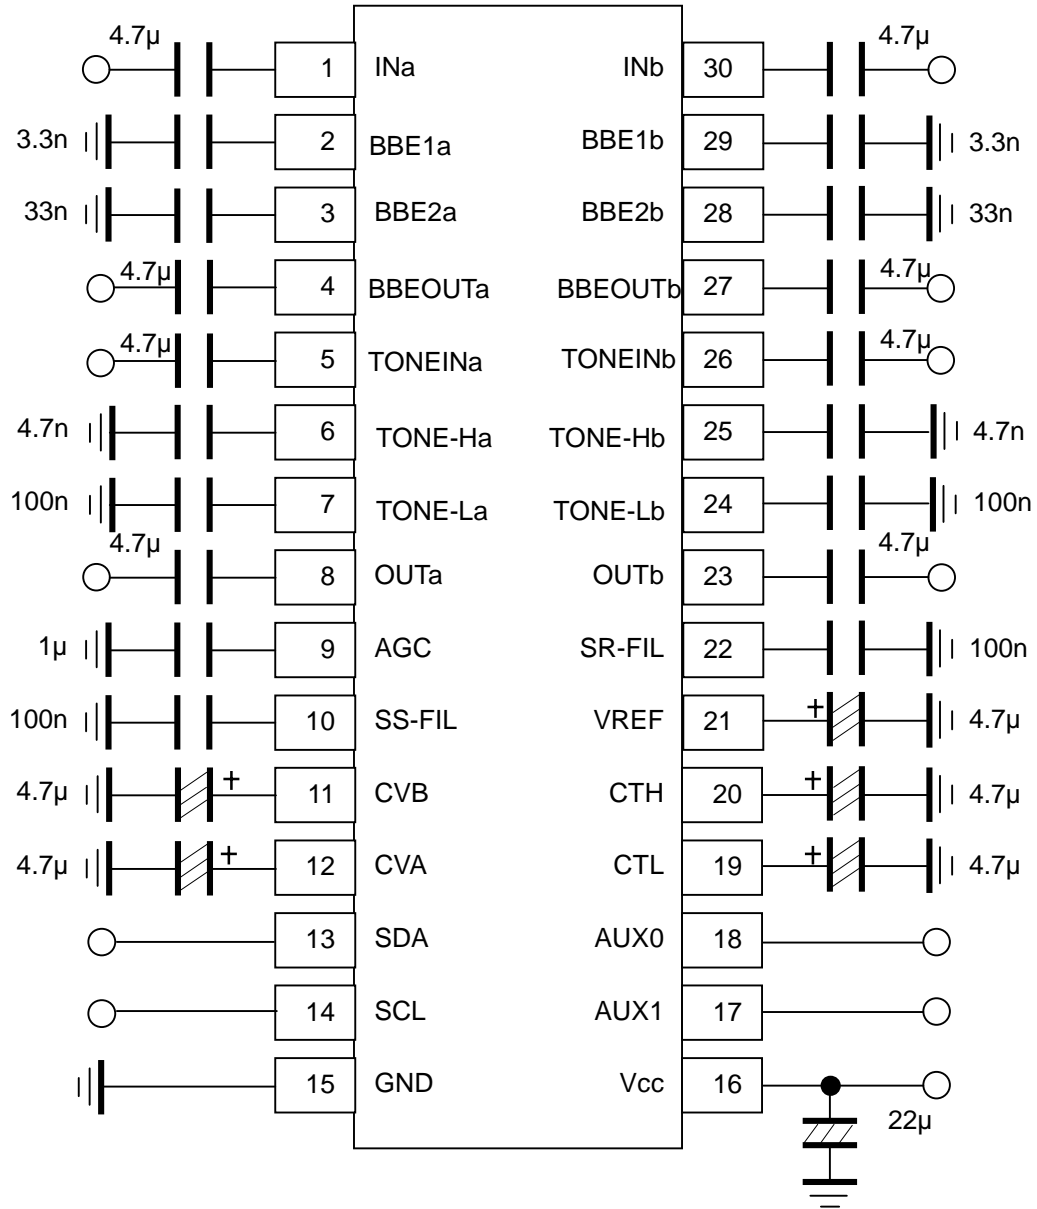 4.7µ 1 INa INb 30 4.7µ
3.3n 2 BBE1a BBE1b 29 3.3n
33n 3 BBE2a BBE2b 28 33n
4.7µ 4 BBEOUTa BBEOUTb 27 4.7µ
4.7µ 5 TONEINa TONEINb 26 4.7µ
4.7n 6 TONE-Ha TONE-Hb 25 4.7n
100n 7 TONE-La TONE-Lb 24 100n
4.7µ 8 OUTa OUTb 23 4.7µ
1µ 9 AGC SR-FIL 22 100n
100n 10 SS-FIL VREF 21 + 4.7µ
4.7µ + 11 CVB CTH 20 + 4.7µ
4.7µ + 12 CVA CTL 19 + 4.7µ
13 SDA AUX0 18
14 SCL AUX1 17
15 GND Vcc 16
22µ